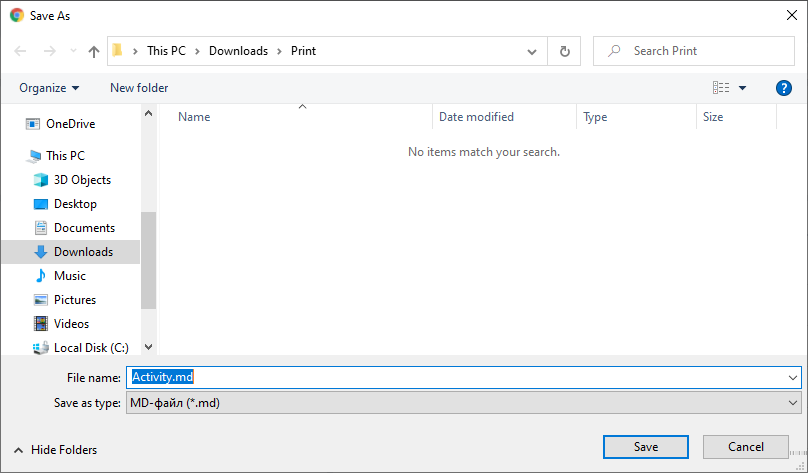 Save As
This PC Downloads Print Search Print
Organize New folder ?
OneDrive
This PC
3D Objects
Desktop
Documents
Downloads
Music
Pictures
Videos
Local Disk (C:)
Name Date modified Type Size
No items match your search.
File name: Activity.md
Save as type: MD-файл (*.md)
Hide Folders Save Cancel